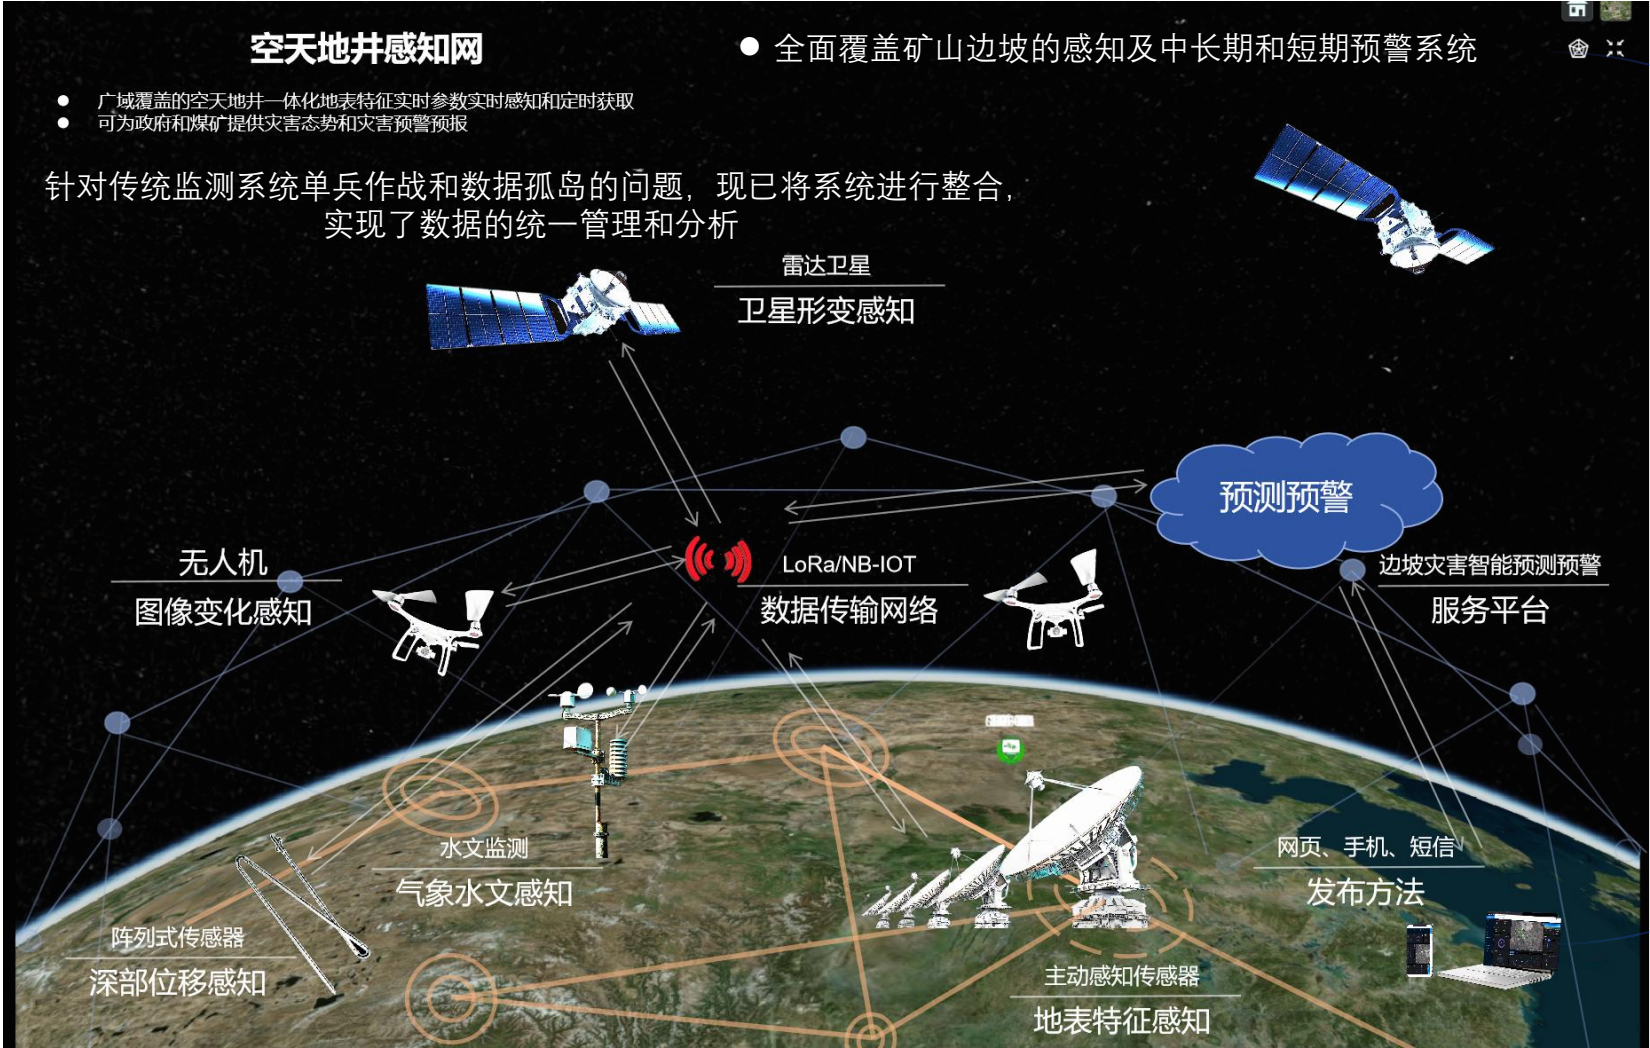 空天地井感知网
全面覆盖矿山边坡的感知及中长期和短期预警系统
广域覆盖的空天地井一体化地表特征实时参数实时感知和定时获取
可为政府和煤矿提供灾害态势和灾害预警预报
针对传统监测系统单兵作战和数据孤岛的问题，现已将系统进行整合，
实现了数据的统一管理和分析
雷达卫星
卫星形变感知
预测预警
无人机
图像变化感知
LoRa/NB-IOT
数据传输网络
边坡灾害智能预测预警
服务平台
水文监测
气象水文感知
网页、手机、短信
发布方法
阵列式传感器
深部位移感知
主动感知传感器
地表特征感知